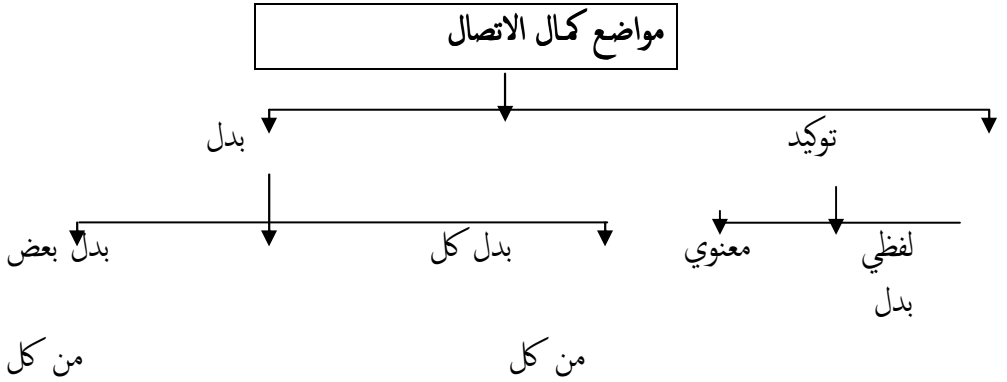 مواضع كمال الاتصال
توكيد بدل
لفظي معنوي بدل كل بدل بعض
بدل
من كل من كل